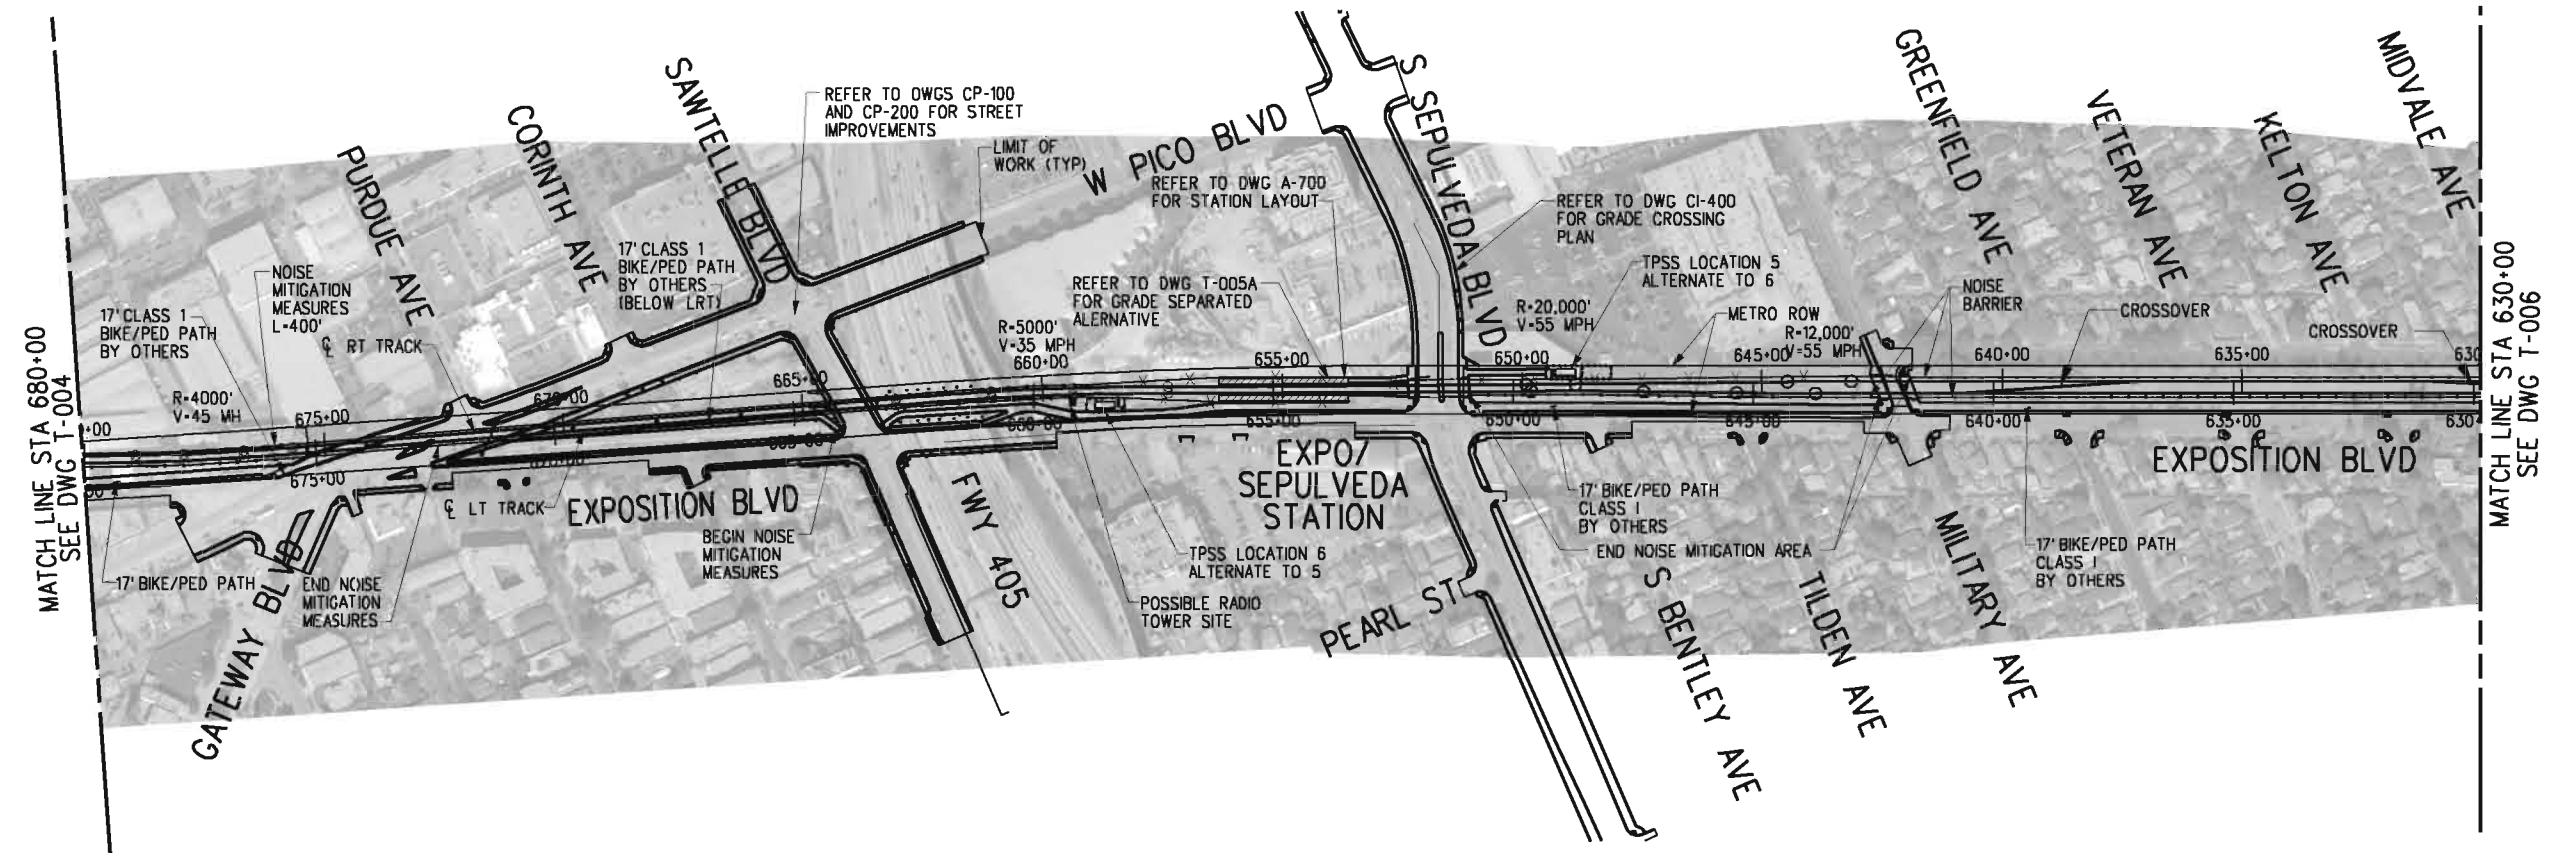 MATCH LINE STA 680+00
SEE DWG T-004
PURDUE AVE
CORINTH AVE
SAWTELLE BLVD
REFER TO DWGS CP-100
AND CP-200 FOR STREET
IMPROVEMENTS
LIMIT OF
WORK (TYP)
W PICO BLVD
REFER TO DWG A-700
FOR STATION LAYOUT
S SEPULVEDA BLVD
S SEPULVEDA BLVD
REFER TO DWG CI-400
FOR GRADE CROSSING
PLAN
GREENFIELD AVE
VETERAN AVE
KELTON AVE
MIDVALE AVE
NOISE
MITIGATION
MEASURES
L=400'
17' CLASS 1
BIKE/PED PATH
BY OTHERS
17' CLASS 1
BIKE/PED PATH
BY OTHERS
(BELOW LRT)
REFER TO DWG T-005A
FOR GRADE SEPARATED
ALERNATIVE
TPSS LOCATION 5
ALTERNATE TO 6
R=20,000'
V=55 MPH
METRO ROW
R=12,000'
V=55 MPH
NOISE
BARRIER
CROSSOVER
CROSSOVER
RT TRACK
R=5000'
V=35 MPH
R=4000'
V=45 MH
+00
675+00
670+00
665+00
660+00
655+00
650+00
645+00
640+00
635+00
630
675+00
670+00
665+00
660+00
655+00
650+00
645+00
640+00
635+00
630
LT TRACK
EXPOSITION BLVD
EXPO/
SEPULVEDA
STATION
EXPOSITION BLVD
17' BIKE/PED PATH
END NOISE
MITIGATION
MEASURES
BEGIN NOISE
MITIGATION
MEASURES
GATEWAY BLVD
FWY 405
TPSS LOCATION 6
ALTERNATE TO 5
POSSIBLE RADIO
TOWER SITE
PEARL ST
17' BIKE/PED PATH
CLASS I
BY OTHERS
END NOISE MITIGATION AREA
S BENTLEY AVE
TILDEN AVE
MILITARY AVE
17' BIKE/PED PATH
CLASS I
BY OTHERS
MATCH LINE STA 630+00
SEE DWG T-006